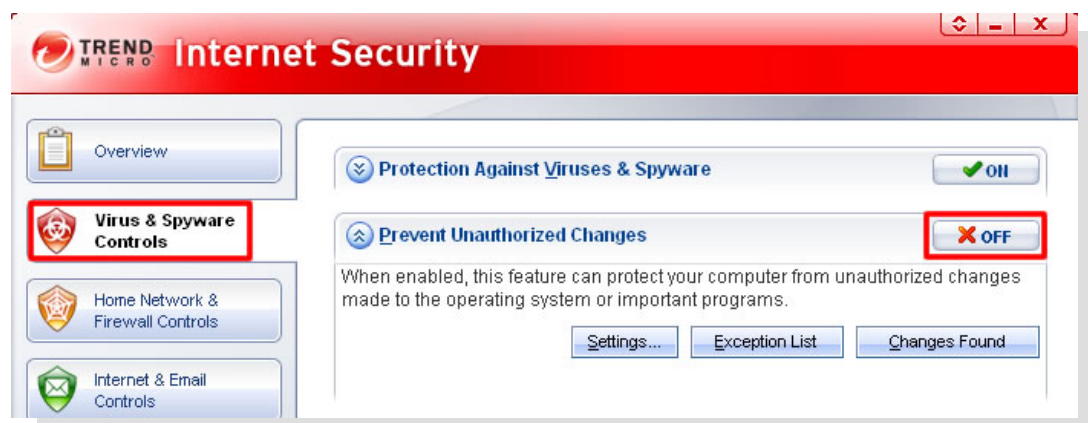 TREND MICRO Internet Security
Overview
Virus & Spyware
Controls
Home Network &
Firewall Controls
Internet & Email
Controls
Protection Against Viruses & Spyware
ON
Prevent Unauthorized Changes
OFF
When enabled, this feature can protect your computer from unauthorized changes
made to the operating system or important programs.
Settings...
Exception List
Changes Found